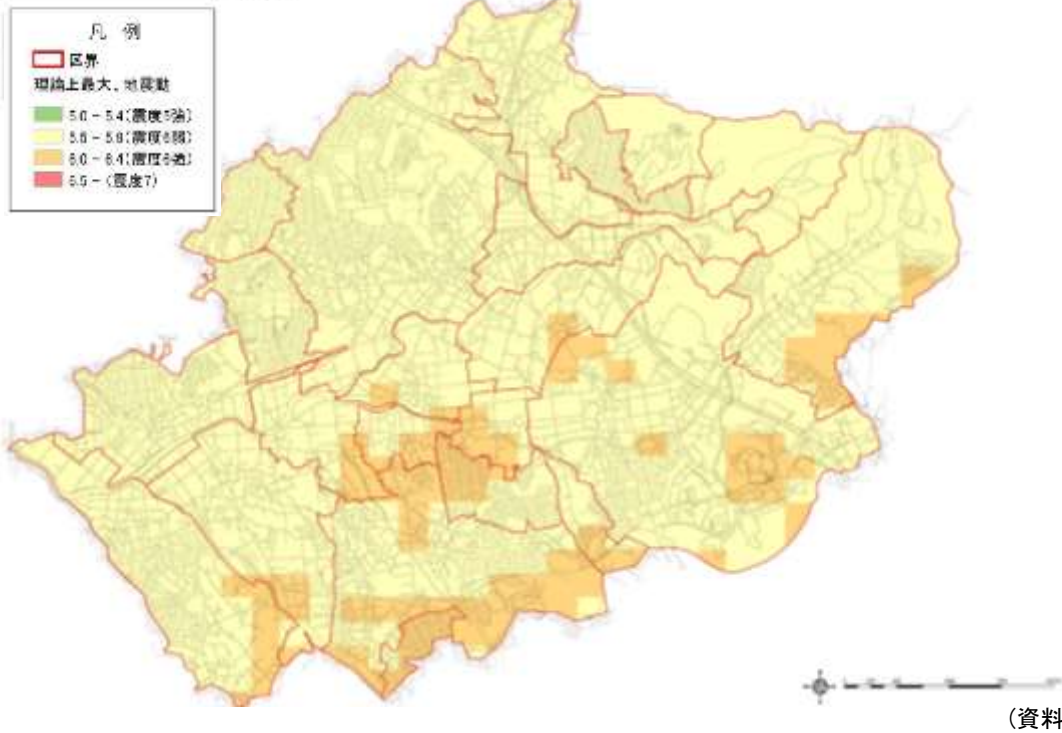 凡 例
区界
理論上最大、地震動
5.0 - 5.4(震度5強)
5.5 - 5.9(震度6弱)
6.0 - 6.4(震度6強)
6.5 - (震度7)
(資料